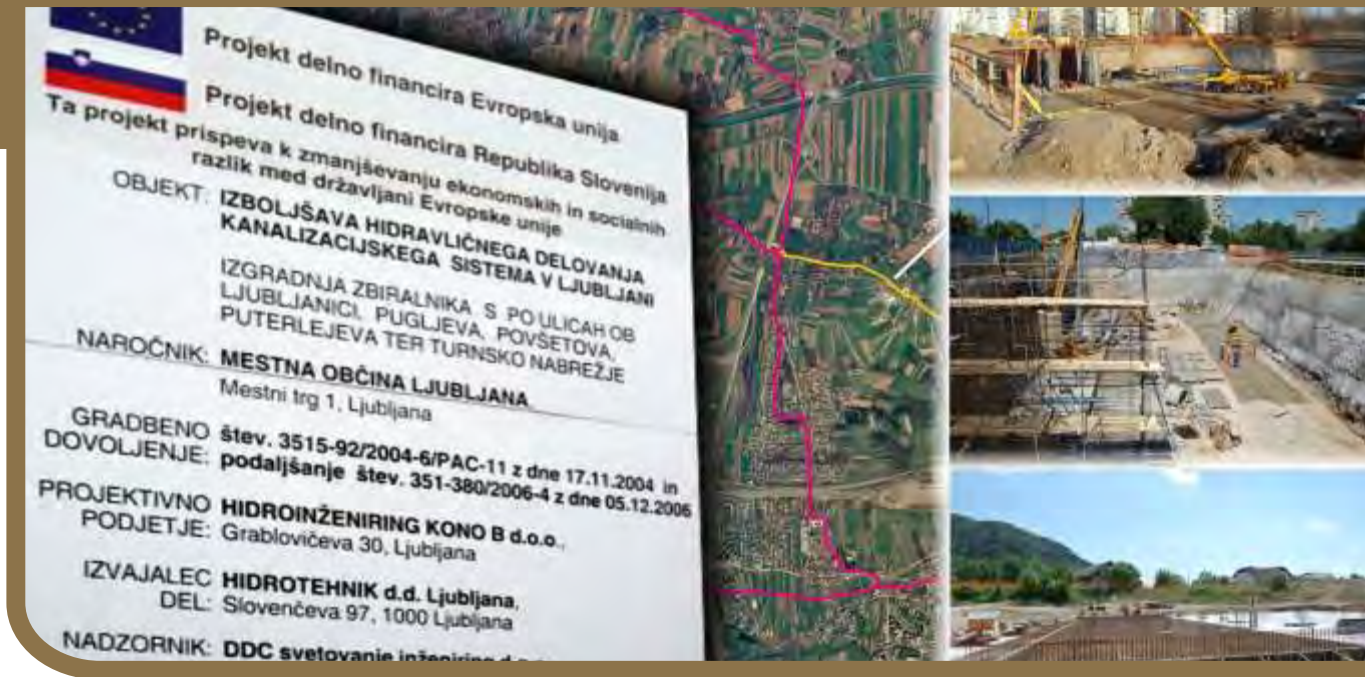 Projekt delno financira Evropska unija
Projekt delno financira Republika Slovenija
Ta projekt prispeva k zmanjševanju ekonomskih in socialnih
razlik med državljani Evropske unije
OBJEKT: IZBOLJŠAVA HIDRAVLIČNEGA DELOVANJA
KANALIZACIJSKEGA SISTEMA V LJUBLJANI
IZGRADNJA ZBIRALNIKA S PO ULICAH OB
LJUBLJANICI, PUGLJEVA, POVŠETOVA,
PUTERLEJEVA TER TURNSKO NABREŽJE
NAROČNIK: MESTNA OBČINA LJUBLJANA
Mestni trg 1, Ljubljana
GRADBENO štev. 3515-92/2004-6/PAC-11 z dne 17.11.2004 in
DOVOLJENJE: podaljšanje štev. 351-380/2006-4 z dne 05.12.2006
PROJEKTIVNO HIDROINŽENIRING KONO B d.o.o.,
PODJETJE: Grablovičeva 30, Ljubljana
IZVAJALEC HIDROTEHNIK d.d. Ljubljana,
DEL: Slovenčeva 97, 1000 Ljubljana
NADZORNIK: DDC svetovanje inženiring